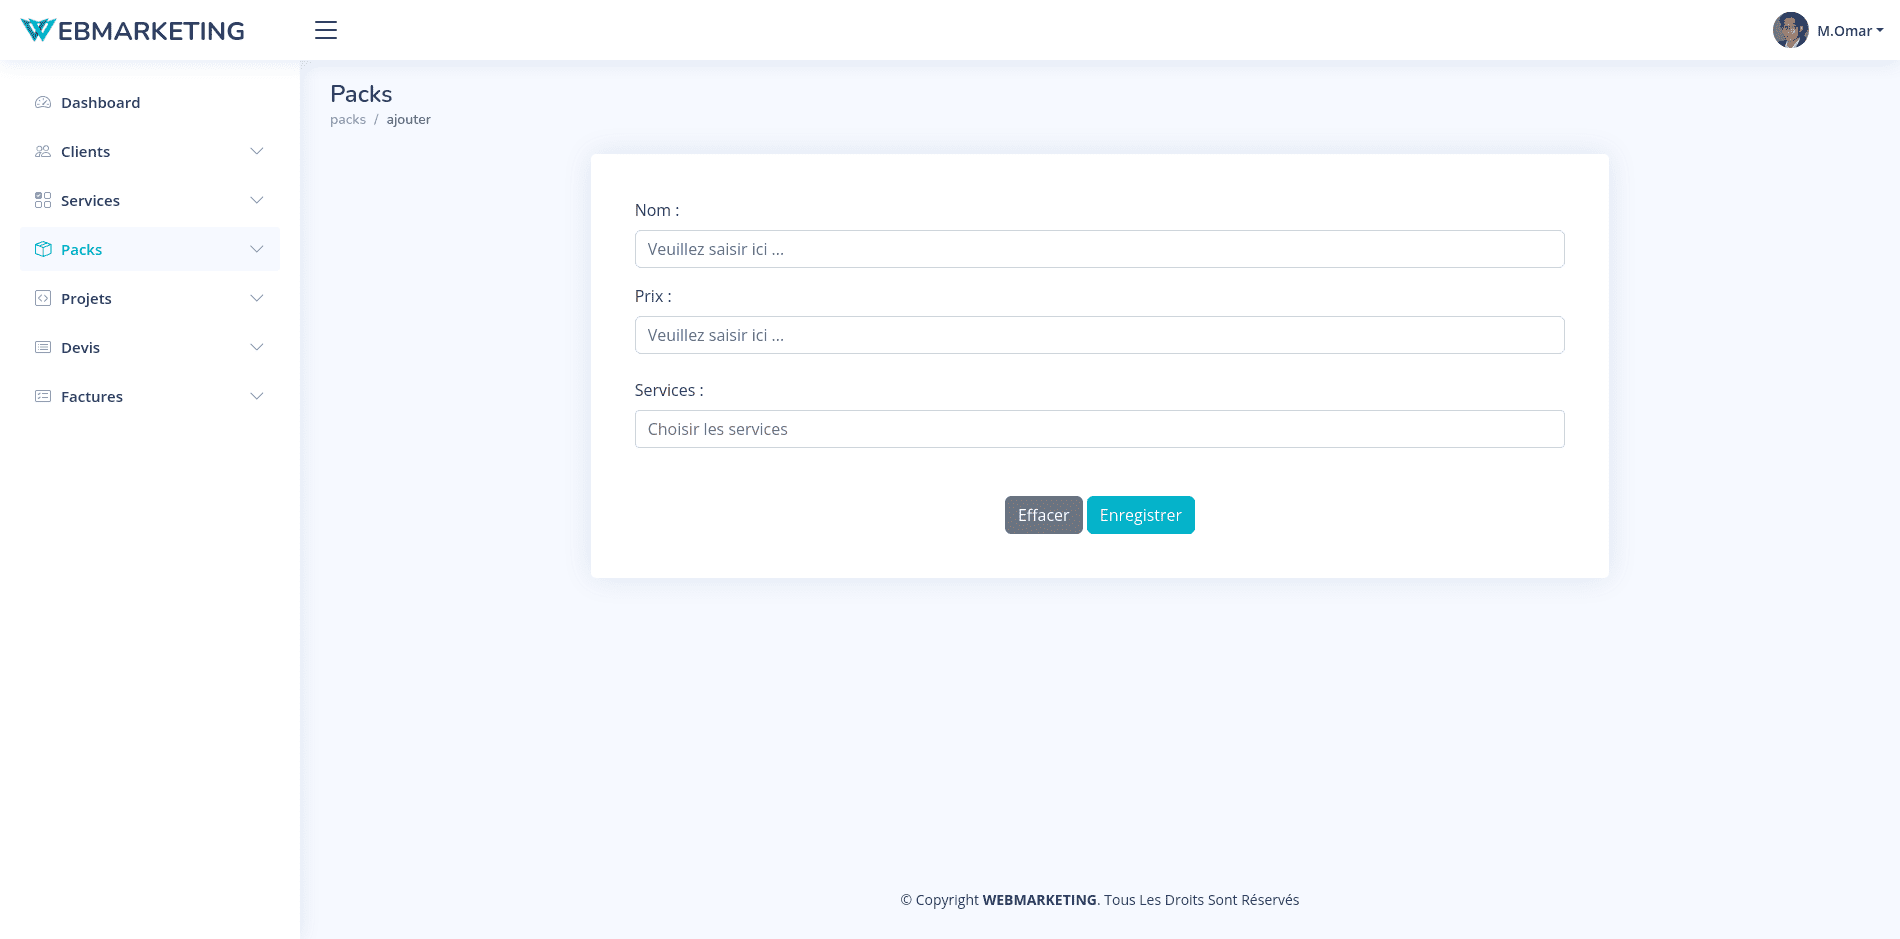 WEBMARKETING
M.Omar
Dashboard
Clients
Services
Packs
Projets
Devis
Factures
Packs
packs / ajouter
Nom :
Veuillez saisir ici ...
Prix :
Veuillez saisir ici ...
Services :
Choisir les services
Effacer Enregistrer
© Copyright WEBMARKETING. Tous Les Droits Sont Réservés